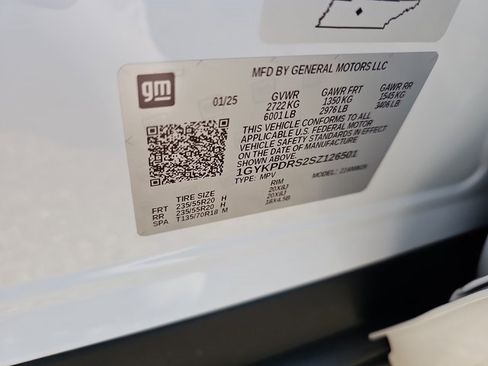 MFD BY GENERAL MOTORS LLC
gm
01/25
GVWR GAWR FRT GAWR RR
2722 KG 1350 KG 1545 KG
6001 LB 2976 LB 3406 LB
THIS VEHICLE CONFORMS TO ALL
APPLICABLE U.S. FEDERAL MOTOR
VEHICLE SAFETY STANDARDS IN EFFECT
ON THE DATE OF MANUFACTURE
SHOWN ABOVE.
1GYKPDRS2SZ126501
TYPE: MPV MODEL:
TIRE SIZE RIM
FRT 235/55R20 H 20X8J
RR 235/55R20 H 20X8J
SPA T135/70R18 M 18X4.5B